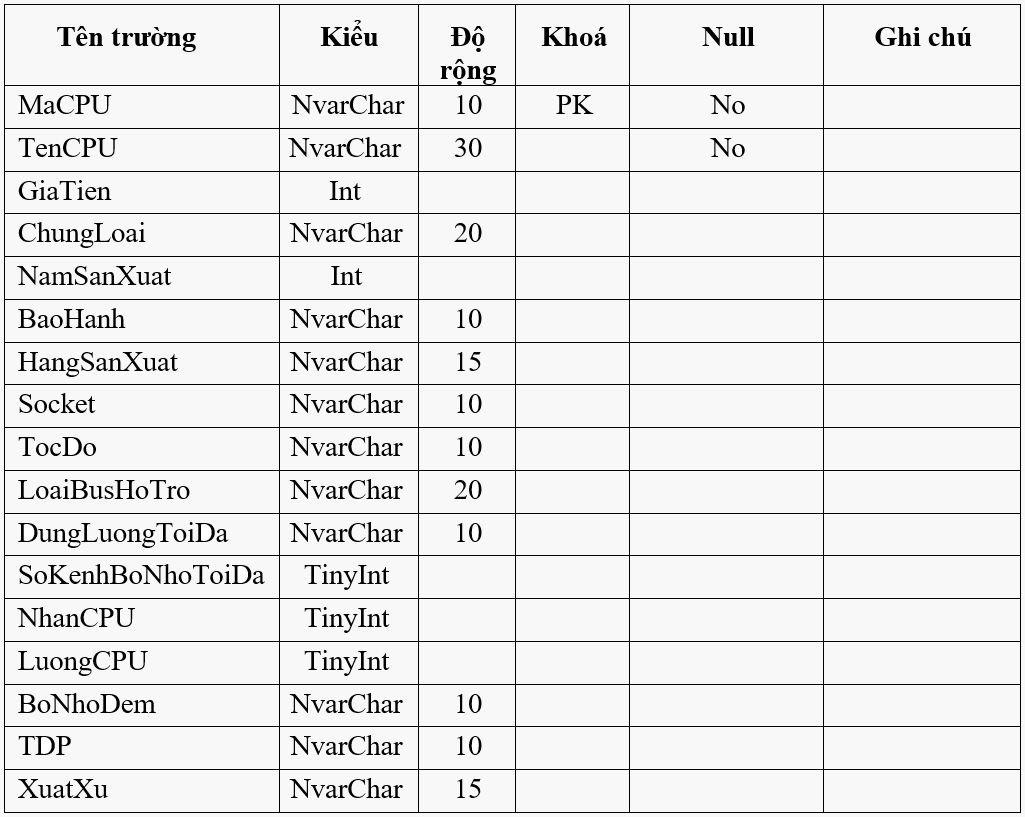 Tên trường Kiểu Độ rộng Khoá Null Ghi chú
MaCPU NvarChar 10 PK No
TenCPU NvarChar 30 No
GiaTien Int
ChungLoai NvarChar 20
NamSanXuat Int
BaoHanh NvarChar 10
HangSanXuat NvarChar 15
Socket NvarChar 10
TocDo NvarChar 10
LoaiBusHoTro NvarChar 20
DungLuongToiDa NvarChar 10
SoKenhBoNhoToiDa TinyInt
NhanCPU TinyInt
LuongCPU TinyInt
BoNhoDem NvarChar 10
TDP NvarChar 10
XuatXu NvarChar 15